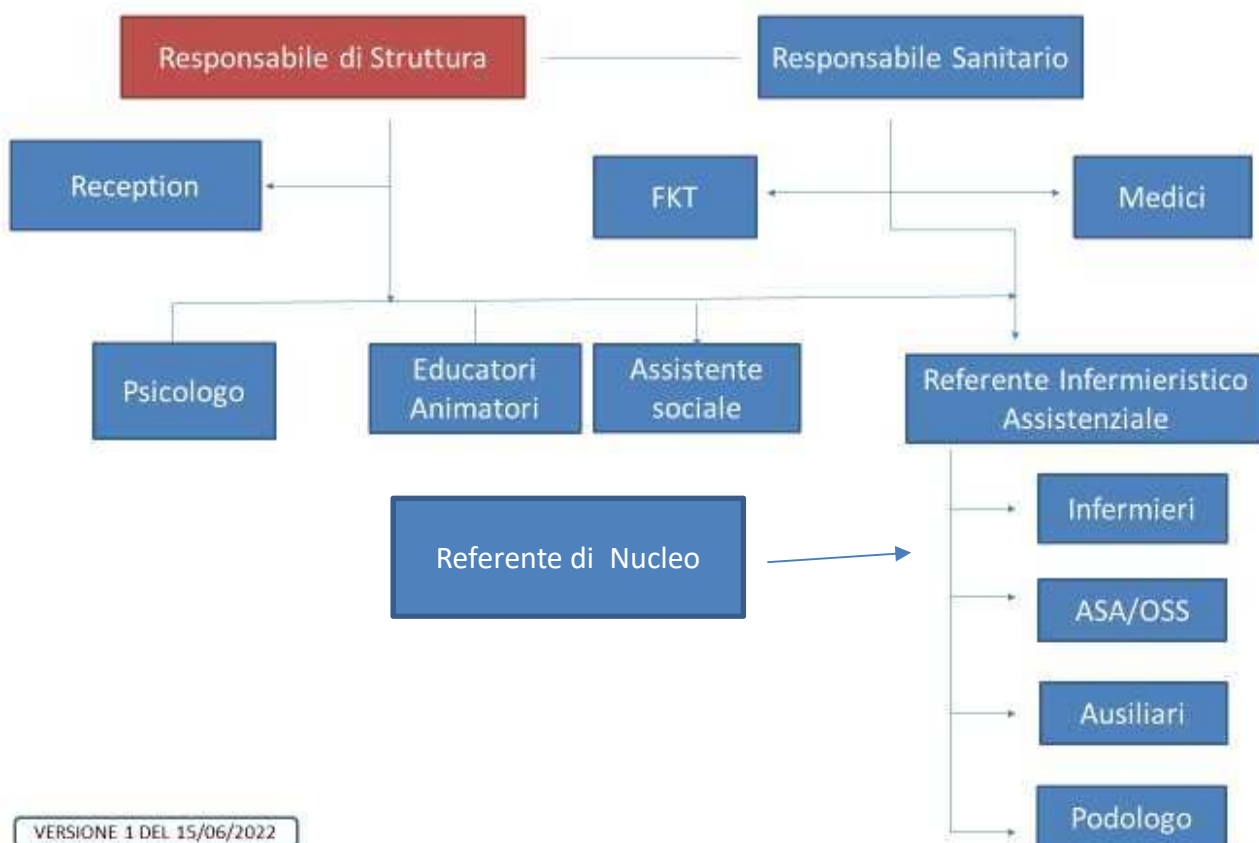 Responsabile di Struttura
Responsabile Sanitario
Reception
FKT
Medici
Psicologo
Educatori
Animatori
Assistente
sociale
Referente Infermieristico
Assistenziale
Referente di Nucleo
Infermieri
ASA/OSS
Ausiliari
Podologo
VERSIONE 1 DEL 15/06/2022